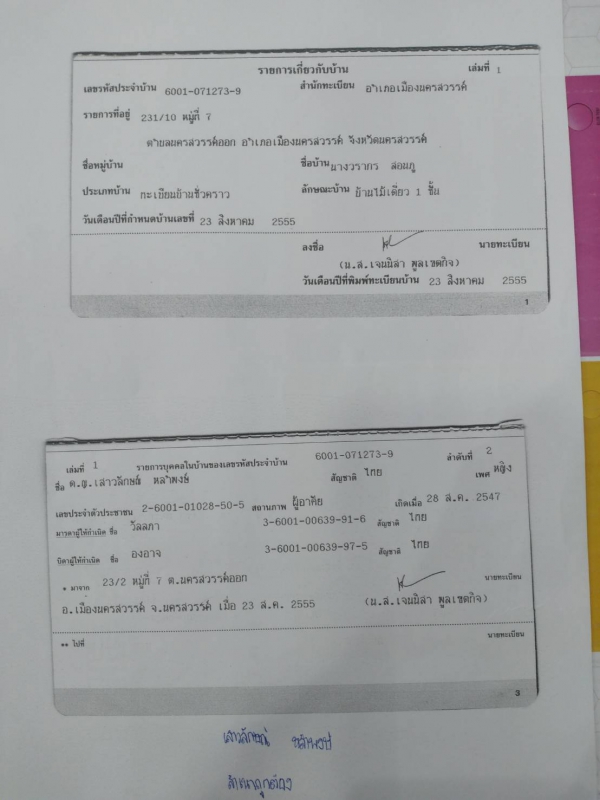 รายการเกี่ยวกับบ้าน เล่มที่ 1
เลขรหัสประจำบ้าน 6001-071273-9 สำนักทะเบียน อำเภอเมืองนครสวรรค์
รายการที่อยู่ 231/10 หมู่ที่ 7
ตำบลนครสวรรค์ออก อำเภอเมืองนครสวรรค์ จังหวัดนครสวรรค์
ชื่อหมู่บ้าน ชื่อบ้าน นางวรากร สอนภู
ประเภทบ้าน ทะเบียนบ้านชั่วคราว ลักษณะบ้าน บ้านไม้เดี่ยว 1 ชั้น
วันเดือนปีที่กำหนดบ้านเลขที่ 23 สิงหาคม 2555
ลงชื่อ นายทะเบียน
(น.ส.เจนนิสา พูลเขตกิจ)
วันเดือนปีที่พิมพ์ทะเบียนบ้าน 23 สิงหาคม 2555
1
เล่มที่ 1 รายการบุคคลในบ้านของเลขรหัสประจำบ้าน 6001-071273-9 ลำดับที่ 2
ชื่อ ด.ญ.เสาวลักษณ์ หลำพงษ์ สัญชาติ ไทย เพศ หญิง
เลขประจำตัวประชาชน 2-6001-01028-50-5 สถานภาพ ผู้อาศัย เกิดเมื่อ 28 ส.ค. 2547
มารดาผู้ให้กำเนิด ชื่อ วัลลภา 3-6001-00639-91-6 สัญชาติ ไทย
บิดาผู้ให้กำเนิด ชื่อ องอาจ 3-6001-00639-97-5 สัญชาติ ไทย
* มาจาก 23/2 หมู่ที่ 7 ต.นครสวรรค์ออก นายทะเบียน
อ.เมืองนครสวรรค์ จ.นครสวรรค์ เมื่อ 23 ส.ค. 2555 (น.ส.เจนนิสา พูลเขตกิจ)
** ไปที่ นายทะเบียน
3
เสาวลักษณ์ หลำพงษ์
สำเนาถูกต้อง